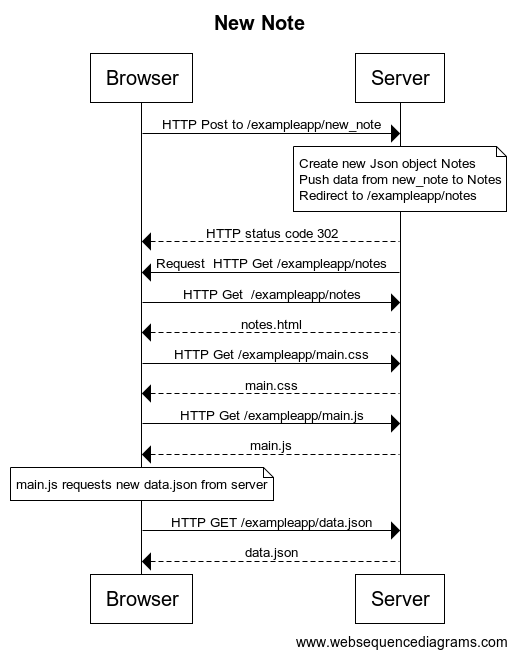 New Note
Browser
Server
HTTP Post to /exampleapp/new_note
Create new Json object Notes
Push data from new_note to Notes
Redirect to /exampleapp/notes
HTTP status code 302
Request  HTTP Get /exampleapp/notes
HTTP Get  /exampleapp/notes
notes.html
HTTP Get /exampleapp/main.css
main.css
HTTP Get /exampleapp/main.js
main.js
main.js requests new data.json from server
HTTP GET /exampleapp/data.json
data.json
Browser
Server
www.websequencediagrams.com